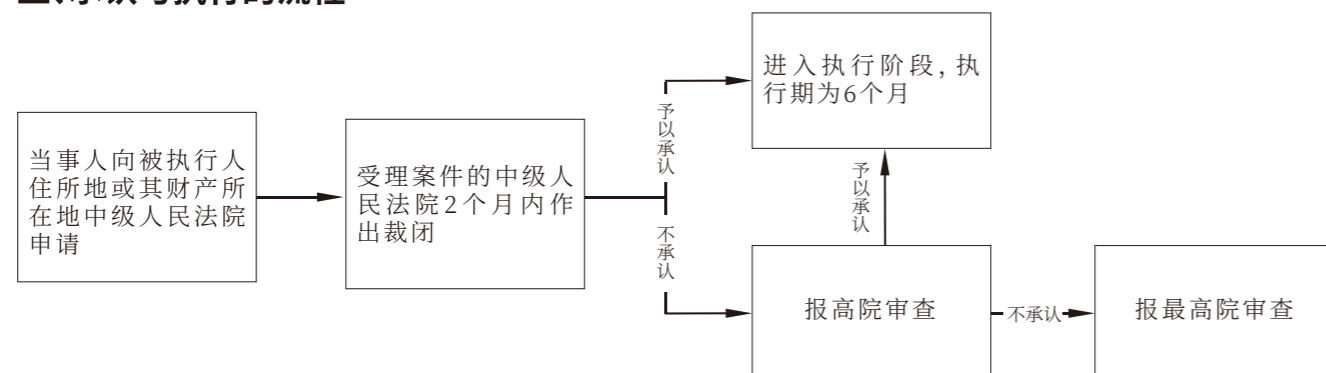 当事人向被执行人
住所地或其财产所
在地中级人民法院
申请
受理案件的中级人
民法院2个月内作
出裁闭
予以承认
不承认
进入执行阶段,执
行期为6个月
予以承认
报高院审查
不承认
报最高院审查